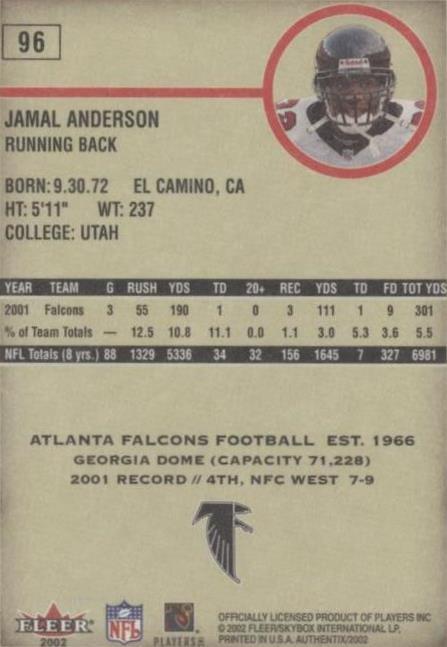 96
JAMAL ANDERSON
RUNNING BACK
BORN: 9.30.72 EL CAMINO, CA
HT: 5'11" WT: 237
COLLEGE: UTAH
YEAR TEAM G RUSH YDS TD 20+ REC YDS TD FD TOT YDS
2001 Falcons 3 55 190 1 0 3 111 1 9 301
% of Team Totals — 12.5 10.8 11.1 0.0 1.1 3.0 5.3 3.6 5.5
NFL Totals (8 yrs.) 88 1329 5336 34 32 156 1645 7 327 6981
ATLANTA FALCONS FOOTBALL EST. 1966
GEORGIA DOME (CAPACITY 71,228)
2001 RECORD // 4TH, NFC WEST 7-9
FLEER
2002
NFL
PLAYERS INC
OFFICIALLY LICENSED PRODUCT OF PLAYERS INC
© 2002 FLEER/SKYBOX INTERNATIONAL LP,
PRINTED IN U.S.A. AUTHENTIX/2002